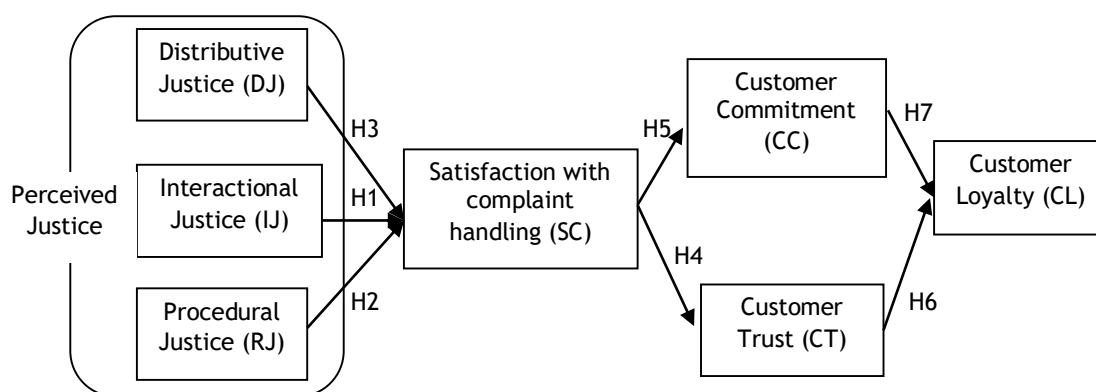 Distributive
Justice (DJ)
H3
Perceived
Justice
Interactional
Justice (IJ)
H1
Procedural
Justice (RJ)
H2
Satisfaction with
complaint
handling (SC)
H5
H4
Customer
Commitment
(CC)
H7
Customer
Trust (CT)
H6
Customer
Loyalty (CL)